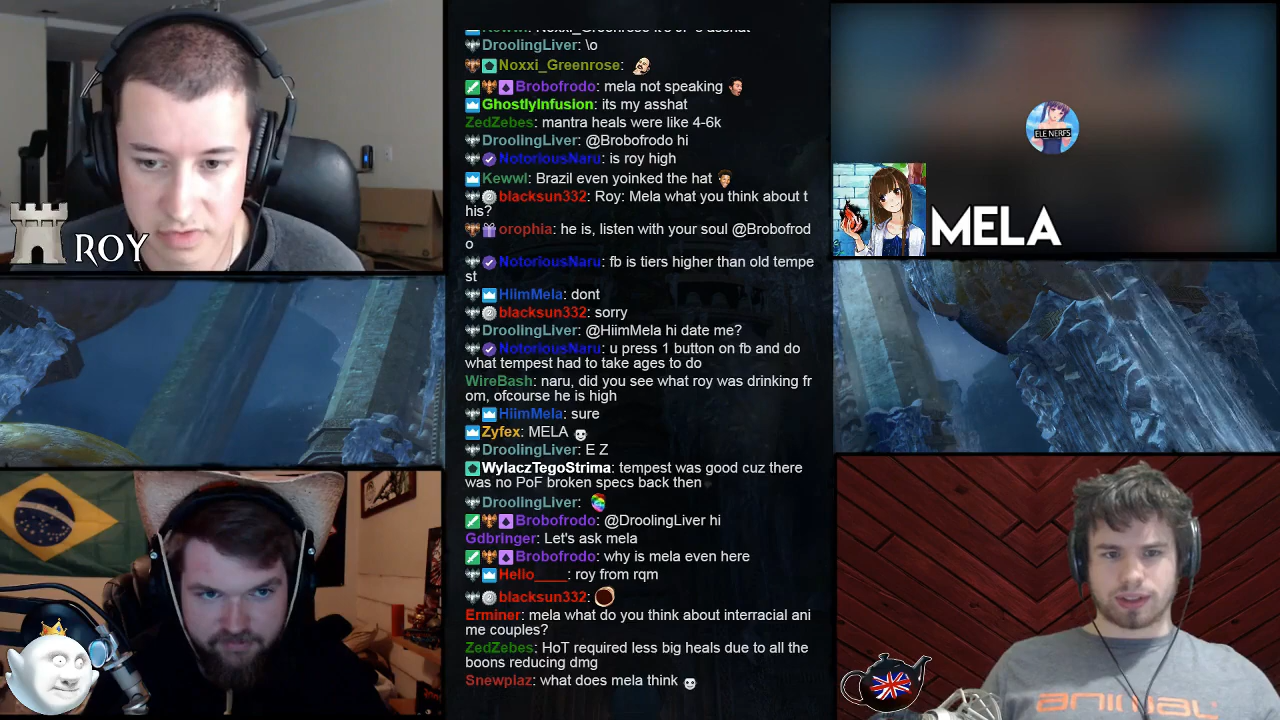 DroolingLiver: \o
Noxxi_Greenrose:
Brobofrodo: mela not speaking
GhostlyInfusion: its my asshat
ZedZebes: mantra heals were like 4-6k
DroolingLiver: @Brobofrodo hi
NotoriousNaru: is roy high
Kewwl: Brazil even yoinked the hat
blacksun332: Roy: Mela what you think about t
his?
orophia: he is, listen with your soul @Brobofrod
o
NotoriousNaru: fb is tiers higher than old tempe
st
HiimMela: dont
blacksun332: sorry
DroolingLiver: @HiimMela hi date me?
NotoriousNaru: u press 1 button on fb and do
what tempest had to take ages to do
WireBash: naru, did you see what roy was drinking fr
om, ofcourse he is high
HiimMela: sure
Zyfex: MELA
DroolingLiver: E Z
WylaczTegoStrima: tempest was good cuz there
was no PoF broken specs back then
DroolingLiver:
Brobofrodo: @DroolingLiver hi
Gdbringer: Let's ask mela
Brobofrodo: why is mela even here
Hello____: roy from rqm
blacksun332:
Erminer: mela what do you think about interracial ani
me couples?
ZedZebes: HoT required less big heals due to all the
boons reducing dmg
Snewplaz: what does mela think
ROY
ELE NERFS
MELA
animal